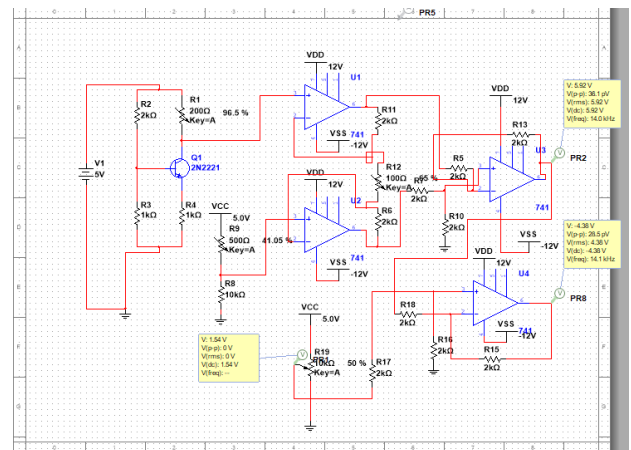 PR5
VDD
12V
U1
R2
2kΩ
R1
200Ω
Key=A
96.5 %
R11
2kΩ
741
VSS
-12V
VDD
12V
R13
2kΩ
U3
V: 5.92 V
V(p-p): 36.1 pV
V(rms): 5.92 V
V(dc): 5.92 V
V(freq): 14.0 kHz
PR2
V1
5V
Q1
2N2221
R12
100Ω
Key=A
65 %
R5
2kΩ
2kΩ
741
R3
1kΩ
R4
1kΩ
VCC
5.0V
R9
500Ω
Key=A
41.05 %
VDD
12V
U2
R6
2kΩ
741
VSS
-12V
R10
2kΩ
VSS
-12V
V: -4.38 V
V(p-p): 28.5 pV
V(rms): -4.38 V
V(dc): -4.38 V
V(freq): 14.1 kHz
PR8
R8
10kΩ
VDD
12V
U4
741
VSS
-12V
R18
2kΩ
R16
2kΩ
R15
2kΩ
VCC
5.0V
V: 1.54 V
V(p-p): 0 V
V(rms): 0 V
V(dc): 1.54 V
V(freq): --
R19
10kΩ
Key=A
50 %
R17
2kΩ